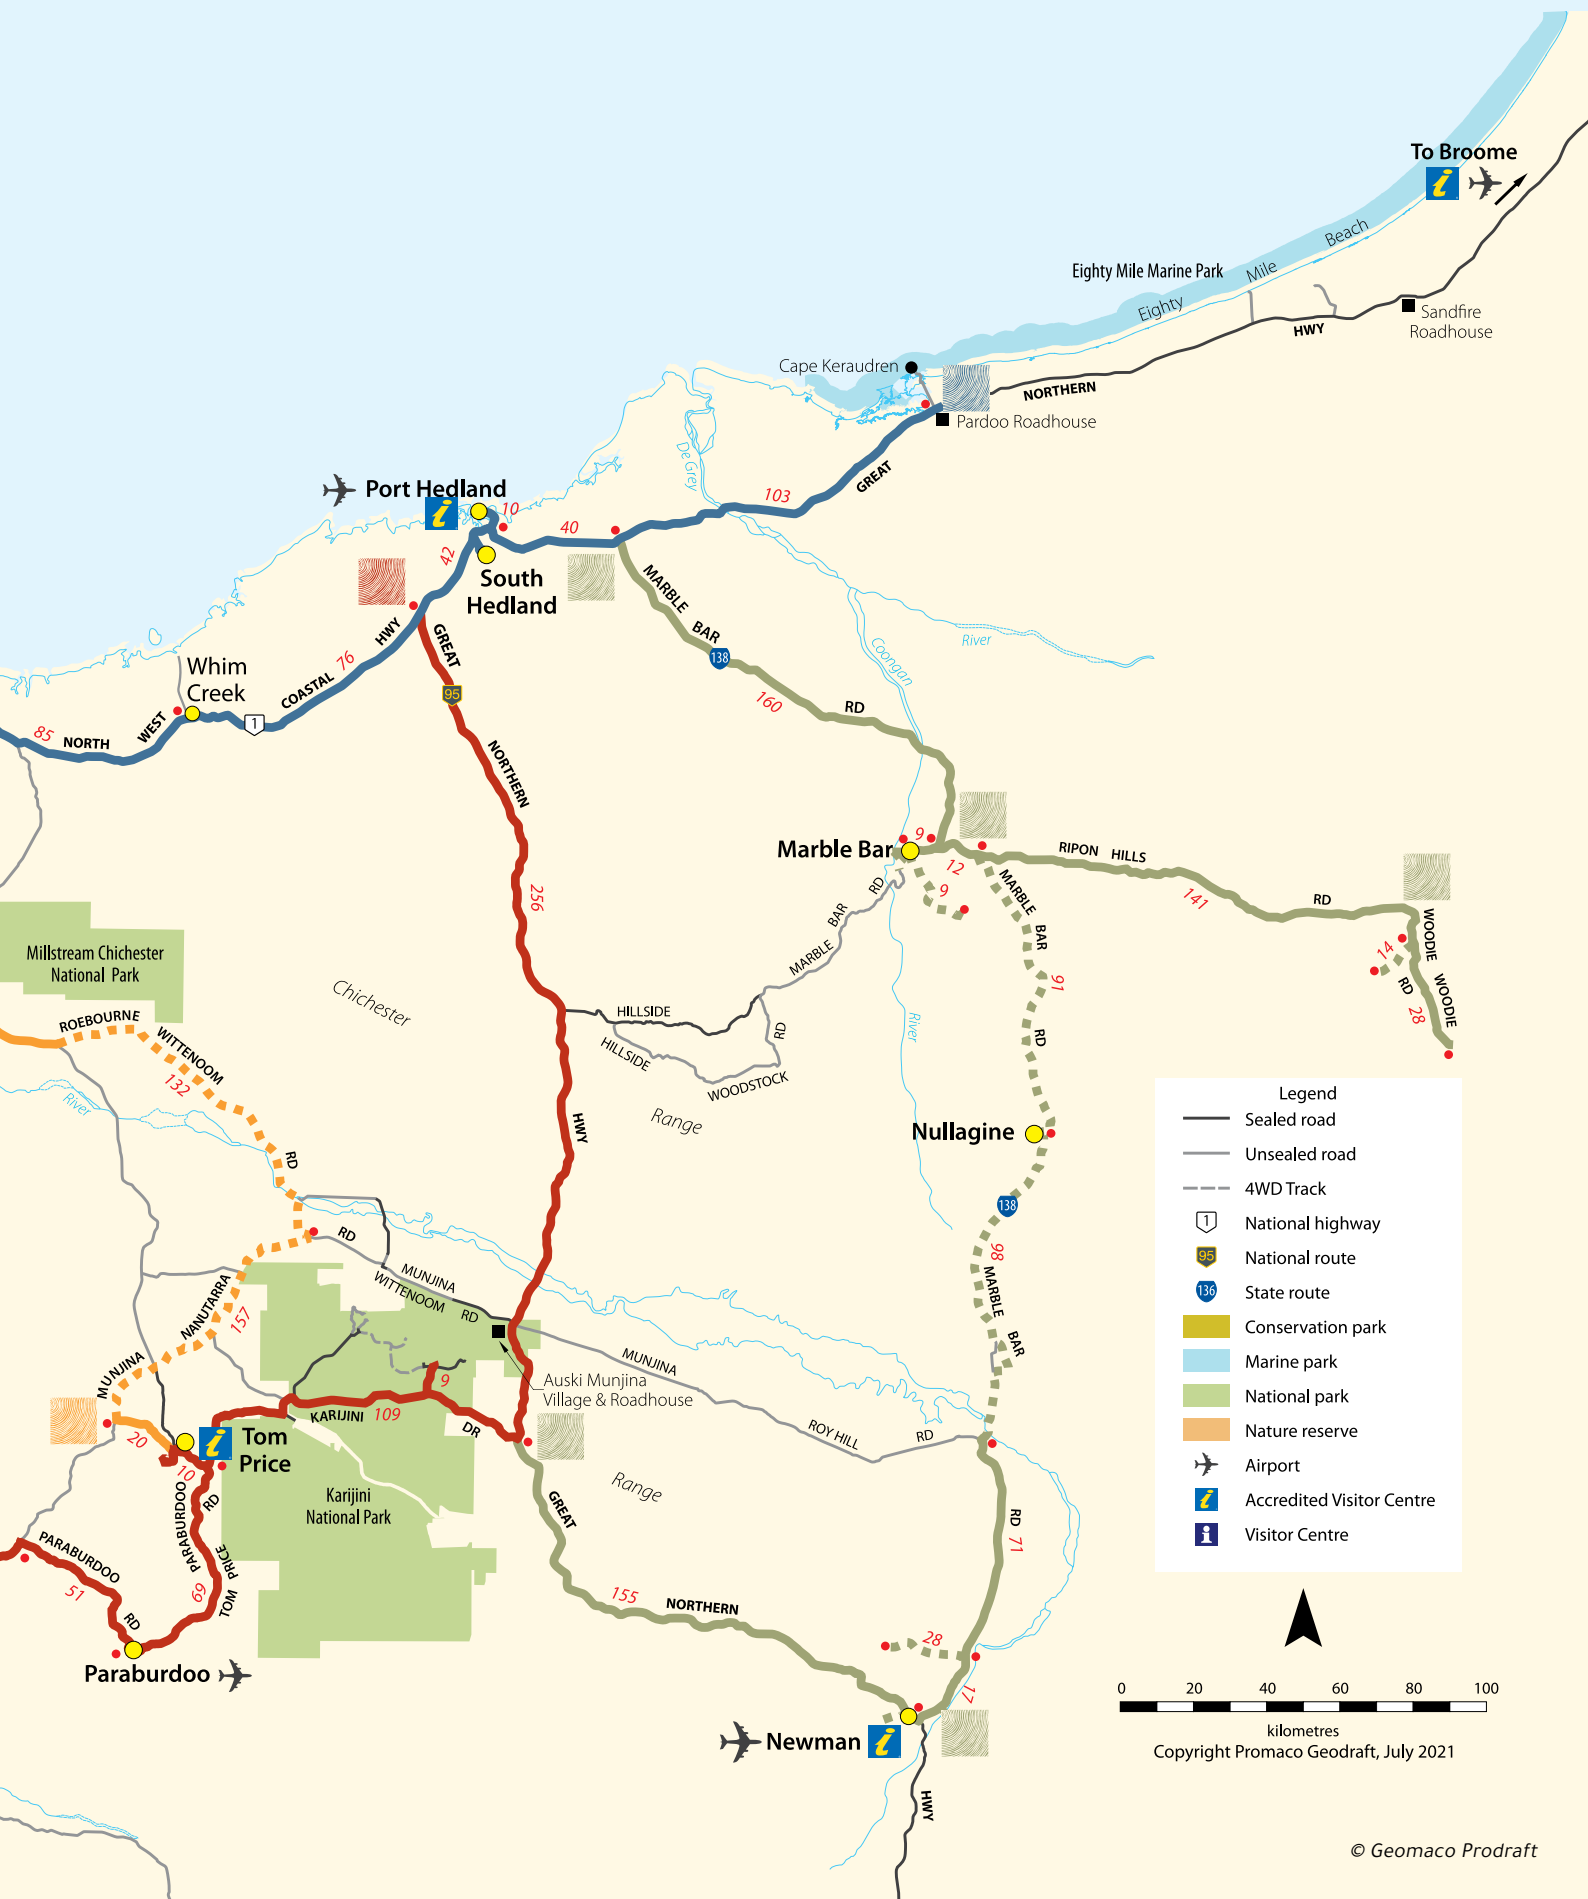 To Broome
Beach
Mile
Eighty
Eighty Mile Marine Park
Sandfire
Roadhouse
HWY
NORTHERN
Cape Keraudren
Pardoo Roadhouse
GREAT
De Grey
103
Port Hedland
10
40
42
South
Hedland
MARBLE
BAR
138
160
RD
Coongan
River
HWY
GREAT
95
76
COASTAL
Whim
Creek
1
WEST
NORTH
85
NORTHERN
256
Marble Bar
9
12
9
RIPON HILLS
141
RD
WOODIE
WOODIE
14
RD
28
MARBLE
BAR
91
RD
RD
BAR
MARBLE
Millstream Chichester
National Park
Chichester
HILLSIDE
HILLSIDE
RD
WOODSTOCK
River
ROEBOURNE
WITTENOOM
132
River
RD
Range
HWY
Nullagine
138
98
MARBLE
BAR
RD
MUNJINA
WITTENOOM
RD
NANUTARRA
157
MUNJINA
Auski Munjina
Village & Roadhouse
MUNJINA
ROY HILL
RD
9
KARIJINI
109
DR
20
Tom
Price
10
PARABURDOO
RD
Karijini
National Park
Range
GREAT
RD
71
PARABURDOO
51
RD
69
TOM PRICE
155
NORTHERN
28
17
Paraburdoo
Newman
HWY
Legend
Sealed road
Unsealed road
4WD Track
1
National highway
95
National route
136
State route
Conservation park
Marine park
National park
Nature reserve
Airport
Accredited Visitor Centre
Visitor Centre
0 20 40 60 80 100
kilometres
Copyright Promaco Geodraft, July 2021
© Geomaco Prodraft